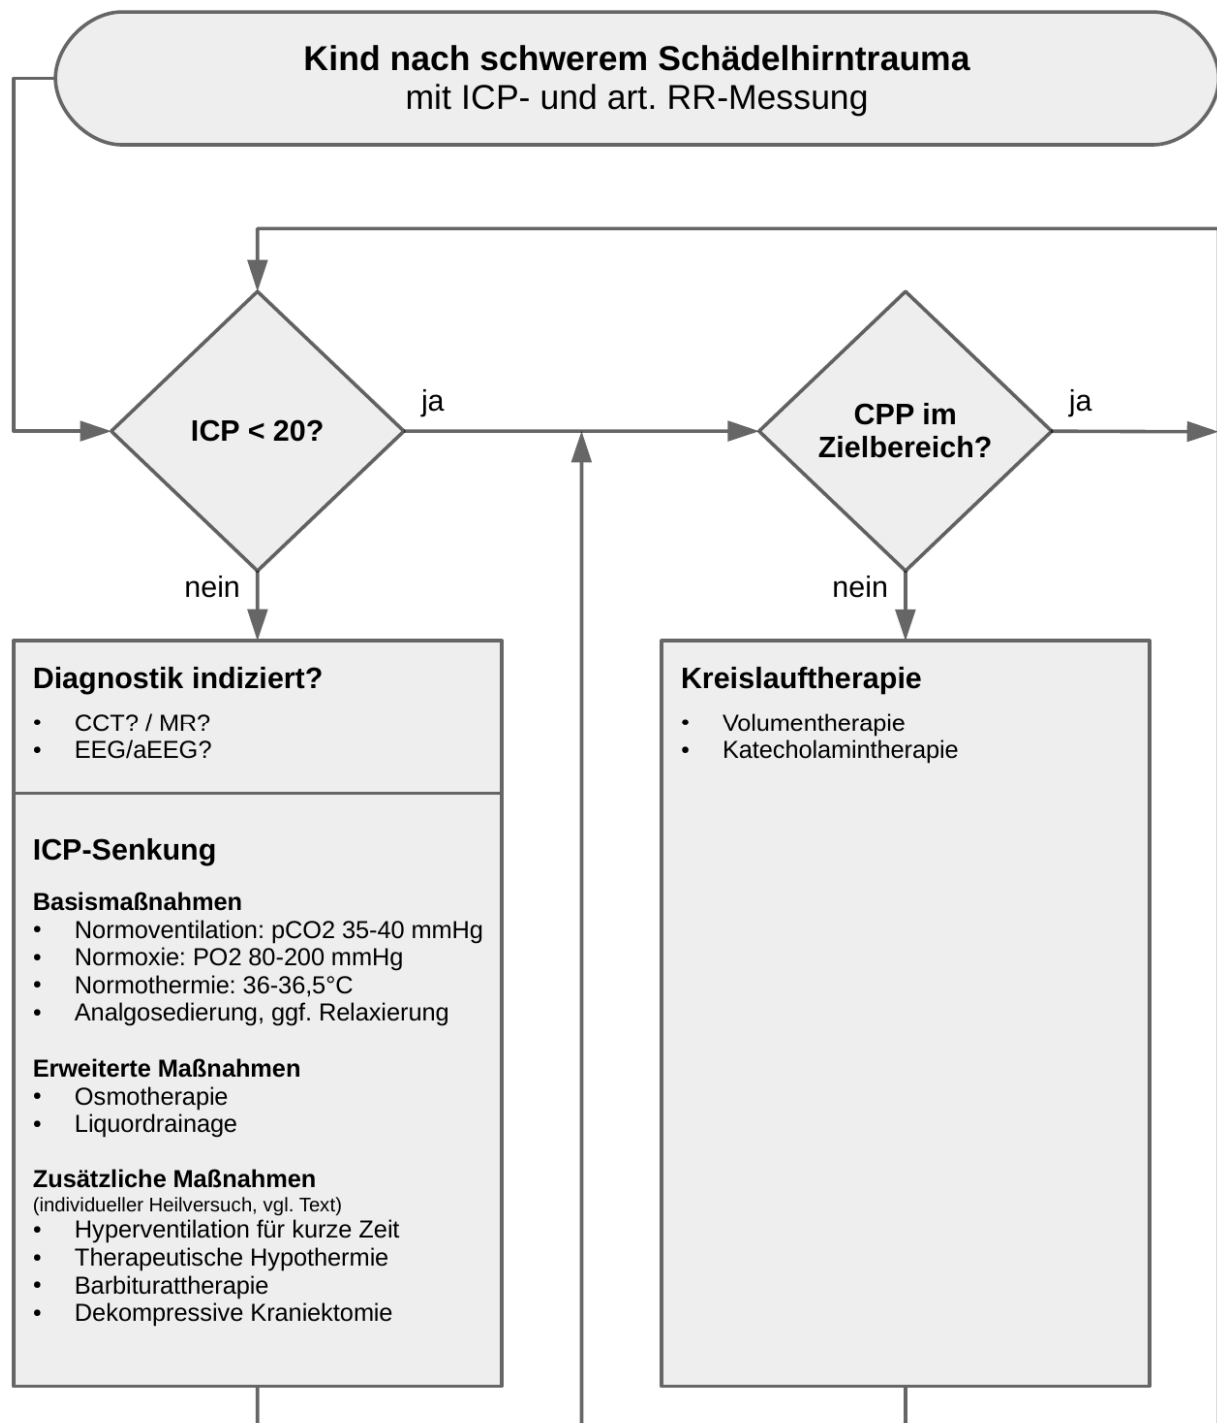 Kind nach schwerem Schädelhirntrauma
mit ICP- und art. RR-Messung
ICP < 20?
ja
nein
CPP im
Zielbereich?
ja
nein
Diagnostik indiziert?
• CCT? / MR?
• EEG/aEEG?
ICP-Senkung
Basismaßnahmen
• Normoventilation: pCO2 35-40 mmHg
• Normoxie: PO2 80-200 mmHg
• Normothermie: 36-36,5°C
• Analgosedierung, ggf. Relaxierung
Erweiterte Maßnahmen
• Osmotherapie
• Liquordrainage
Zusätzliche Maßnahmen
(individueller Heilversuch, vgl. Text)
• Hyperventilation für kurze Zeit
• Therapeutische Hypothermie
• Barbiturattherapie
• Dekompressive Kraniektomie
Kreislauftherapie
• Volumentherapie
• Katecholamintherapie